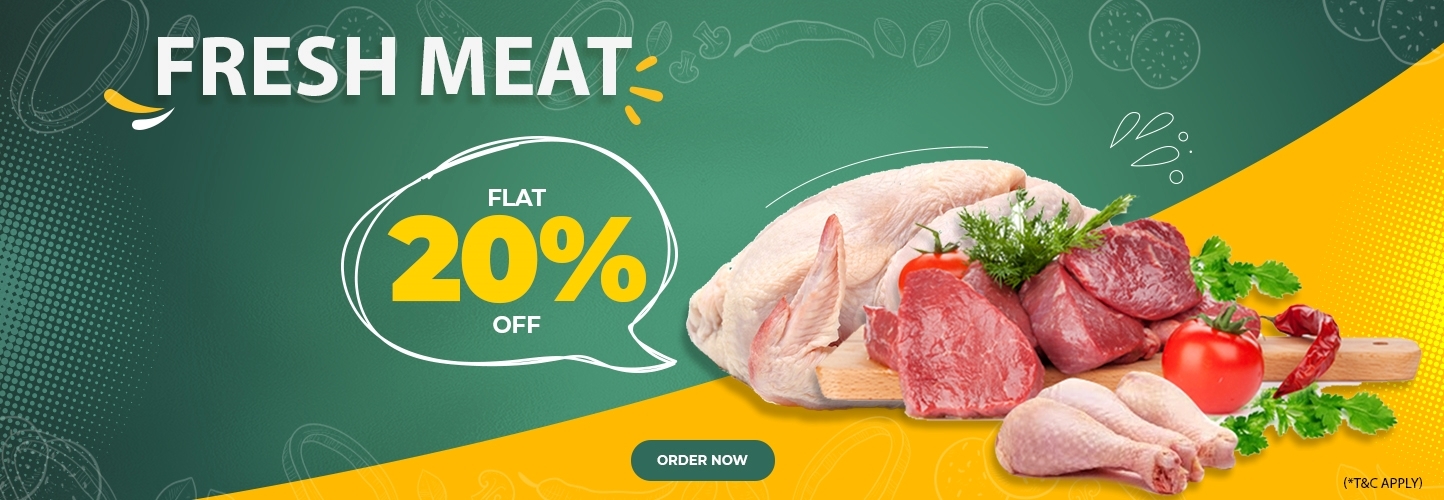 FRESH MEAT
FLAT
20%
OFF
ORDER NOW
(*T&C APPLY)